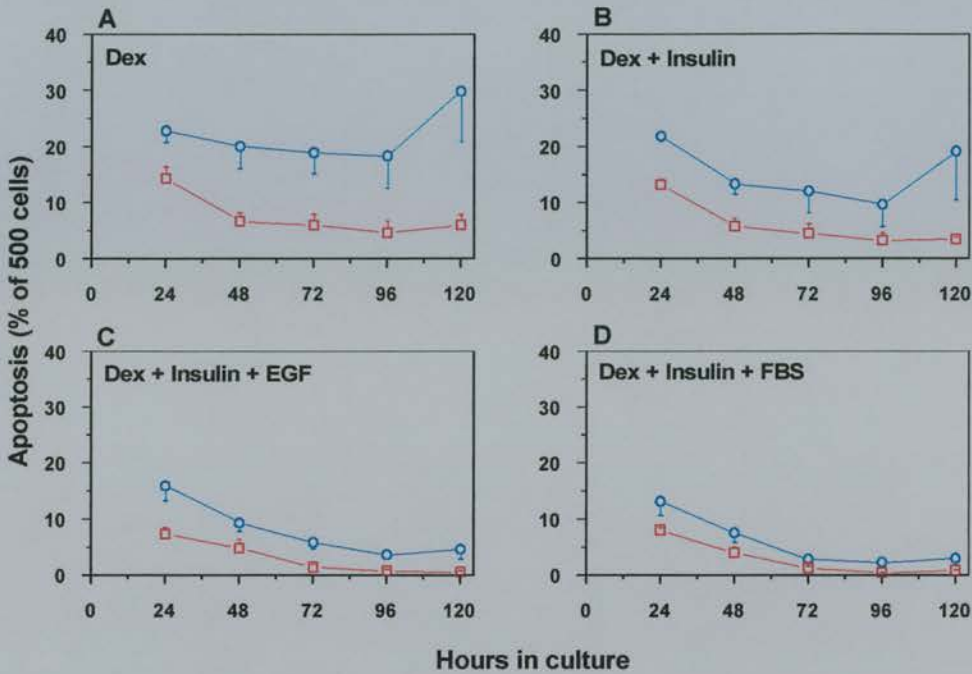 A
B
Dex
Dex + Insulin
40
30
20
10
0
0 24 48 72 96 120
40
30
20
10
0
0 24 48 72 96 120
Apoptosis (% of 500 cells)
C
D
Dex + Insulin + EGF
Dex + Insulin + FBS
40
30
20
10
0
0 24 48 72 96 120
40
30
20
10
0
0 24 48 72 96 120
Hours in culture